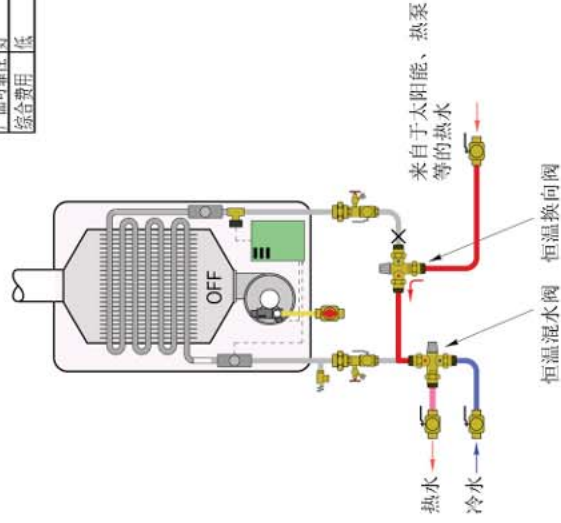 综合费用 低
OFF
来自于太阳能、热泵
等的热水
恒温换向阀
恒温混水阀
热水
冷水